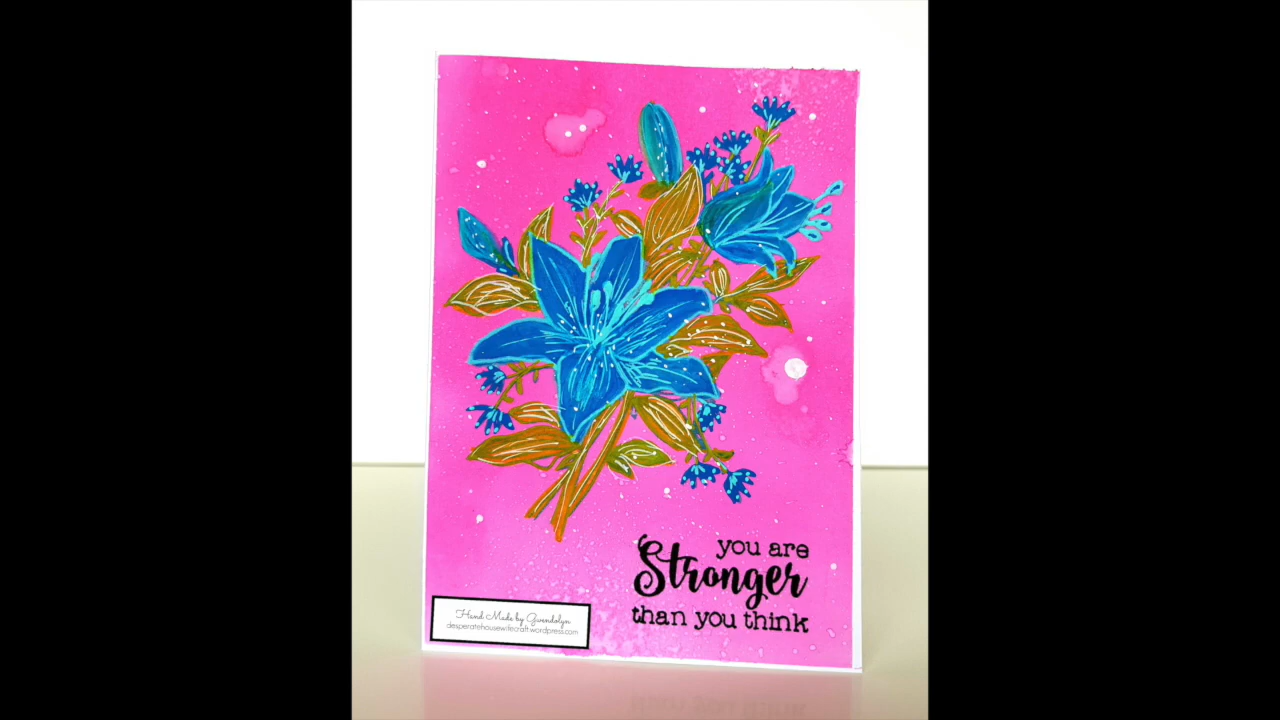 you are
Stronger
than you think
Hand Made by Gwendolyn
desperatehousewifecraft.wordpress.com